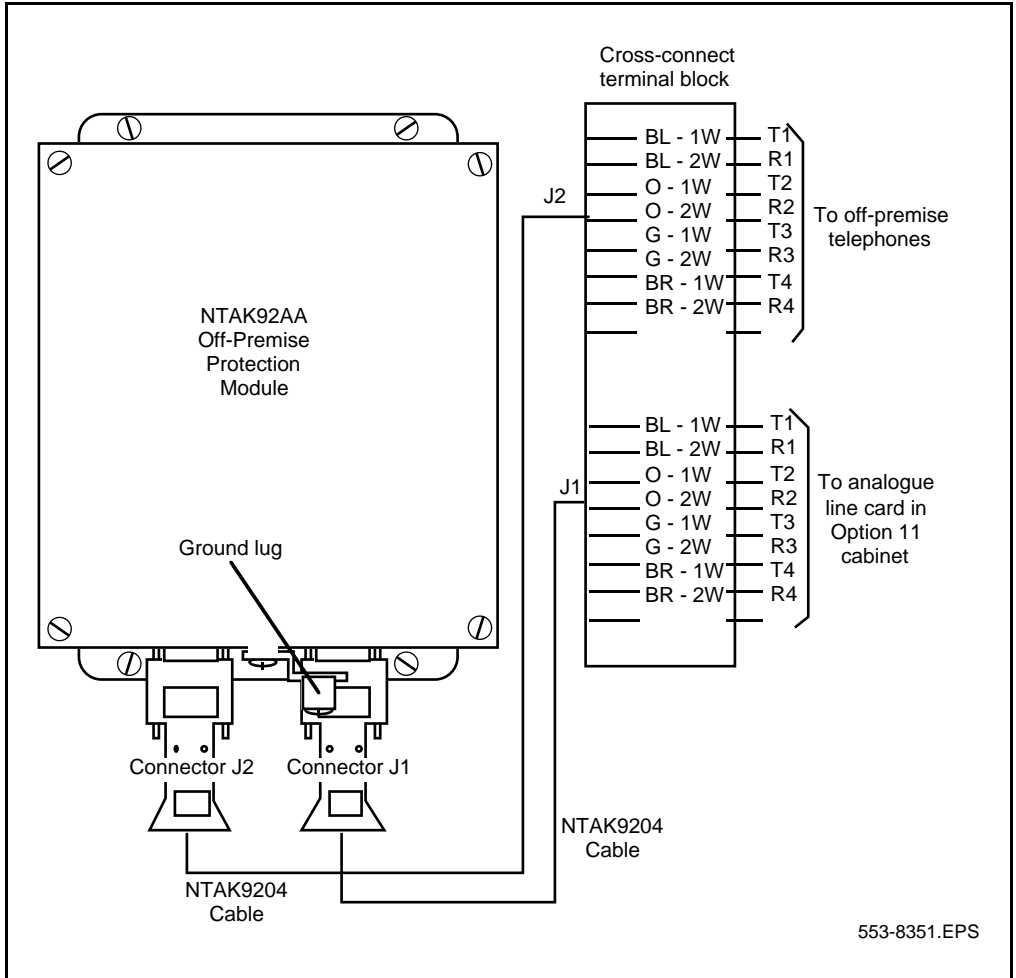 Cross-connect
terminal block
J2
BL - 1W T1
BL - 2W R1
O - 1W T2
O - 2W R2
G - 1W T3
G - 2W R3
BR - 1W T4
BR - 2W R4
To off-premise
telephones
NTAK92AA
Off-Premise
Protection
Module
J1
BL - 1W T1
BL - 2W R1
O - 1W T2
O - 2W R2
G - 1W T3
G - 2W R3
BR - 1W T4
BR - 2W R4
To analogue
line card in
Option 11
cabinet
Ground lug
Connector J2
Connector J1
NTAK9204
Cable
NTAK9204
Cable
553-8351.EPS